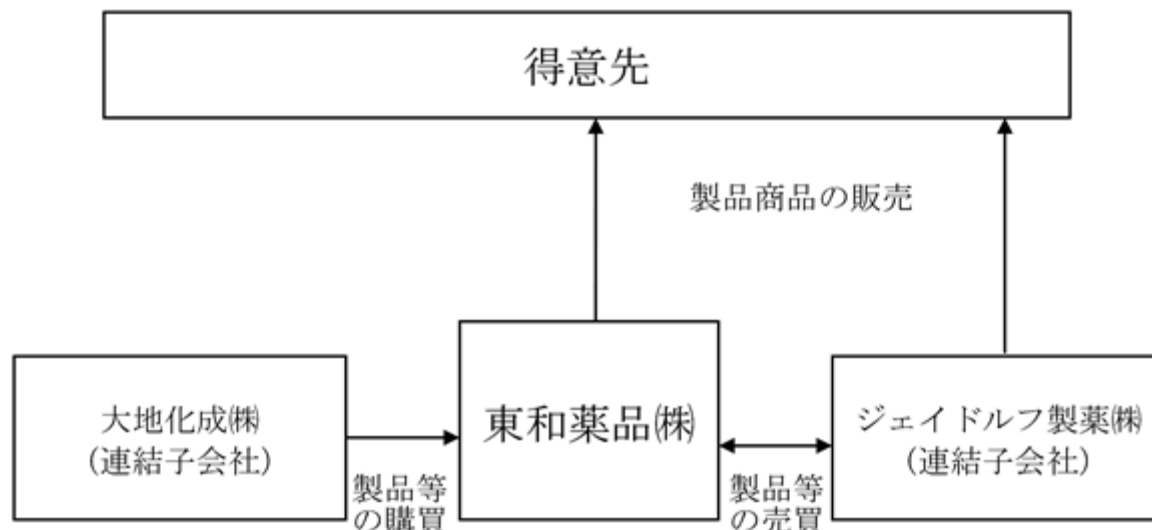 得意先
製品商品の販売
大地化成㈱
(連結子会社)
東和薬品㈱
ジェイドルフ製薬㈱
(連結子会社)
製品等
の購買
製品等
の売買